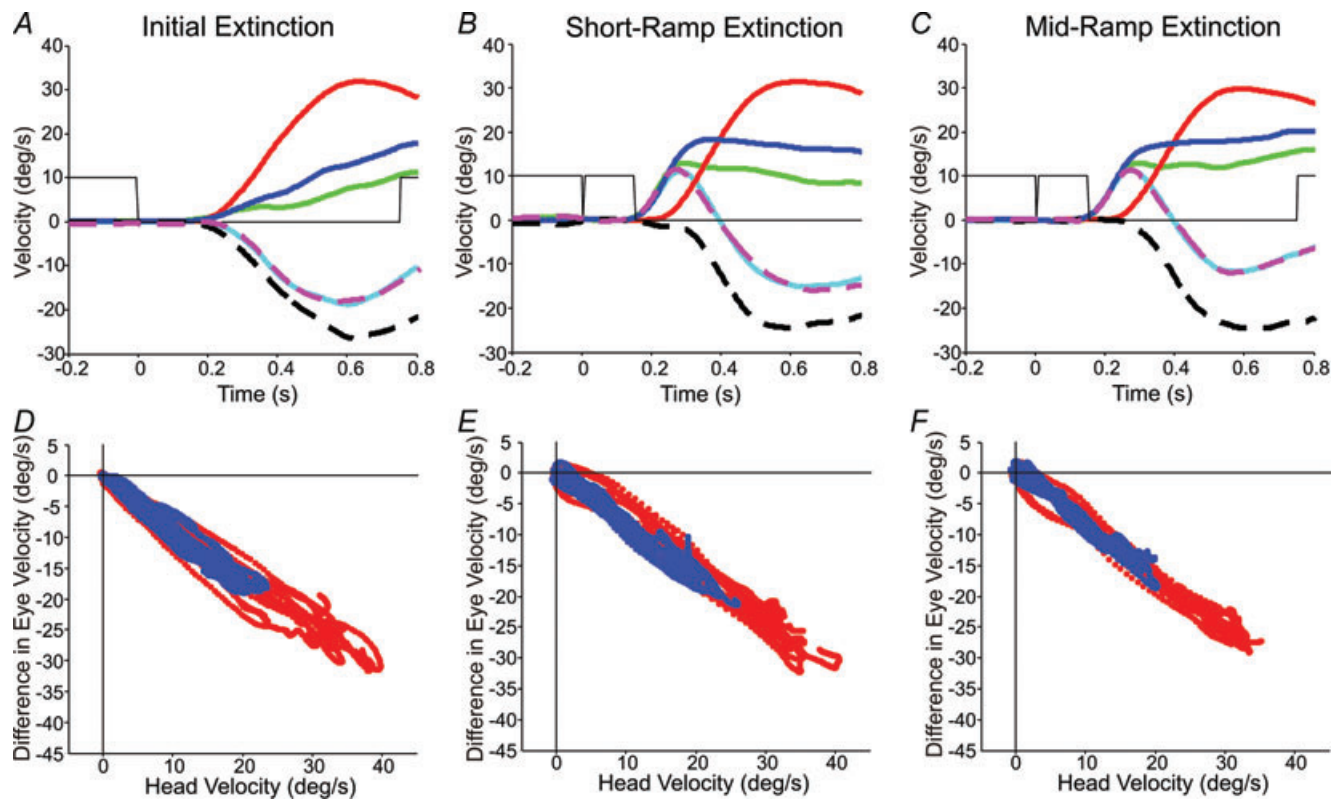 A Initial Extinction
B Short-Ramp Extinction
C Mid-Ramp Extinction
Velocity (deg/s)
40
30
20
10
0
-10
-20
-30
-0.2 0 0.2 0.4 0.6 0.8
Time (s)
Velocity (deg/s)
40
30
20
10
0
-10
-20
-30
-0.2 0 0.2 0.4 0.6 0.8
Time (s)
Velocity (deg/s)
40
30
20
10
0
-10
-20
-30
-0.2 0 0.2 0.4 0.6 0.8
Time (s)
D
Difference in Eye Velocity (deg/s)
5
0
-5
-10
-15
-20
-25
-30
-35
-40
-45
0 10 20 30 40
Head Velocity (deg/s)
E
Difference in Eye Velocity (deg/s)
5
0
-5
-10
-15
-20
-25
-30
-35
-40
-45
0 10 20 30 40
Head Velocity (deg/s)
F
Difference in Eye Velocity (deg/s)
5
0
-5
-10
-15
-20
-25
-30
-35
-40
-45
0 10 20 30 40
Head Velocity (deg/s)